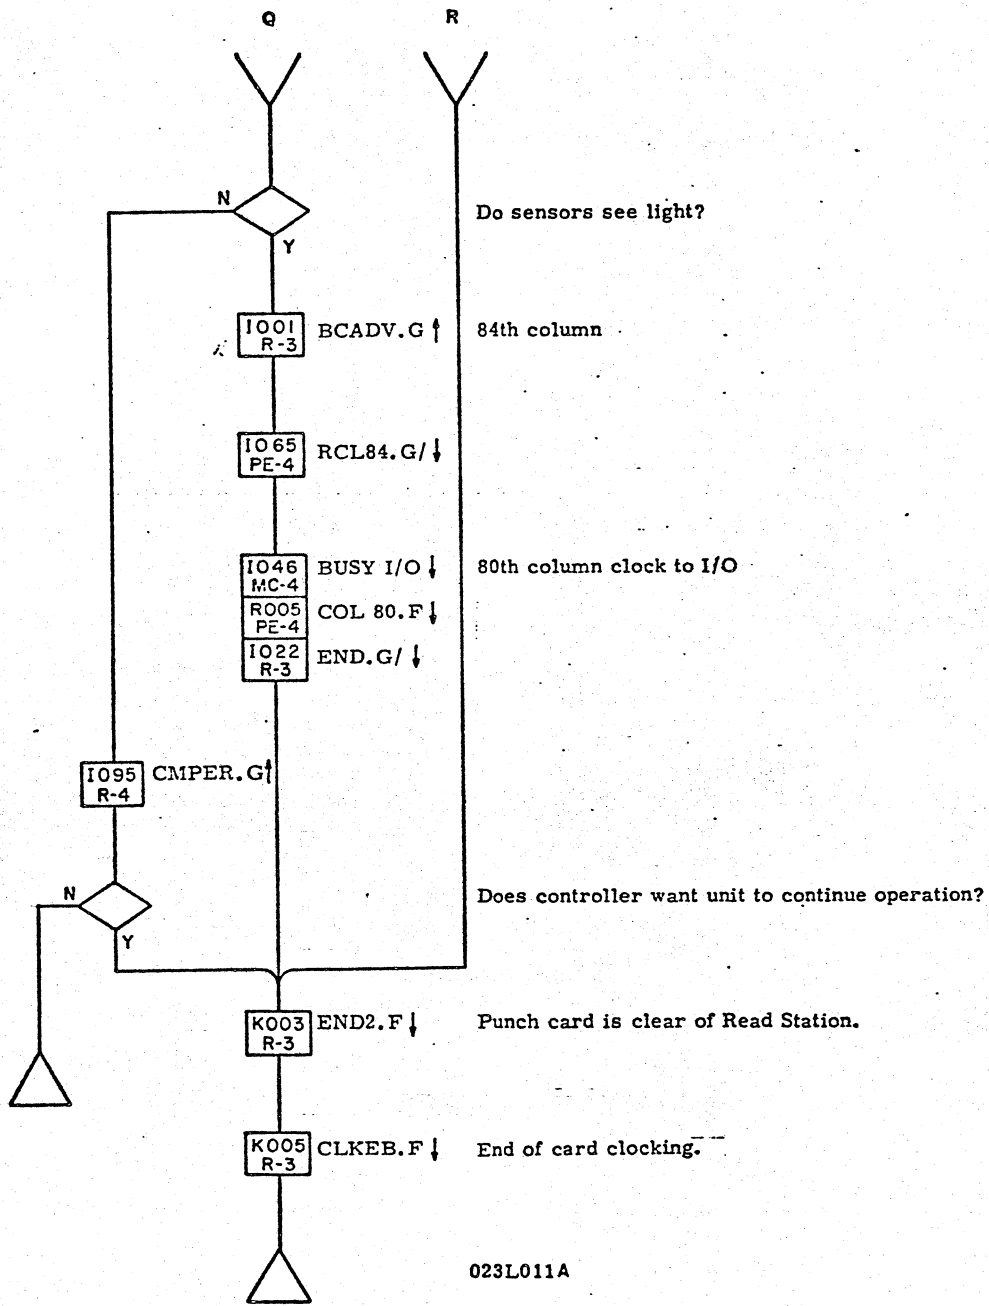 Q R
N Do sensors see light?
Y
I001 BCADV.G↑ 84th column
R-3
I065 RCL84.G/↓
PE-4
I046 BUSY I/O↓ 80th column clock to I/O
MC-4
R005 COL 80.F↓
PE-4
I022 END.G/↓
R-3
I095 CMPER.G↑
R-4
N Does controller want unit to continue operation?
Y
K003 END2.F↓ Punch card is clear of Read Station.
R-3
K005 CLKEB.F↓ End of card clocking.
R-3
023L011A